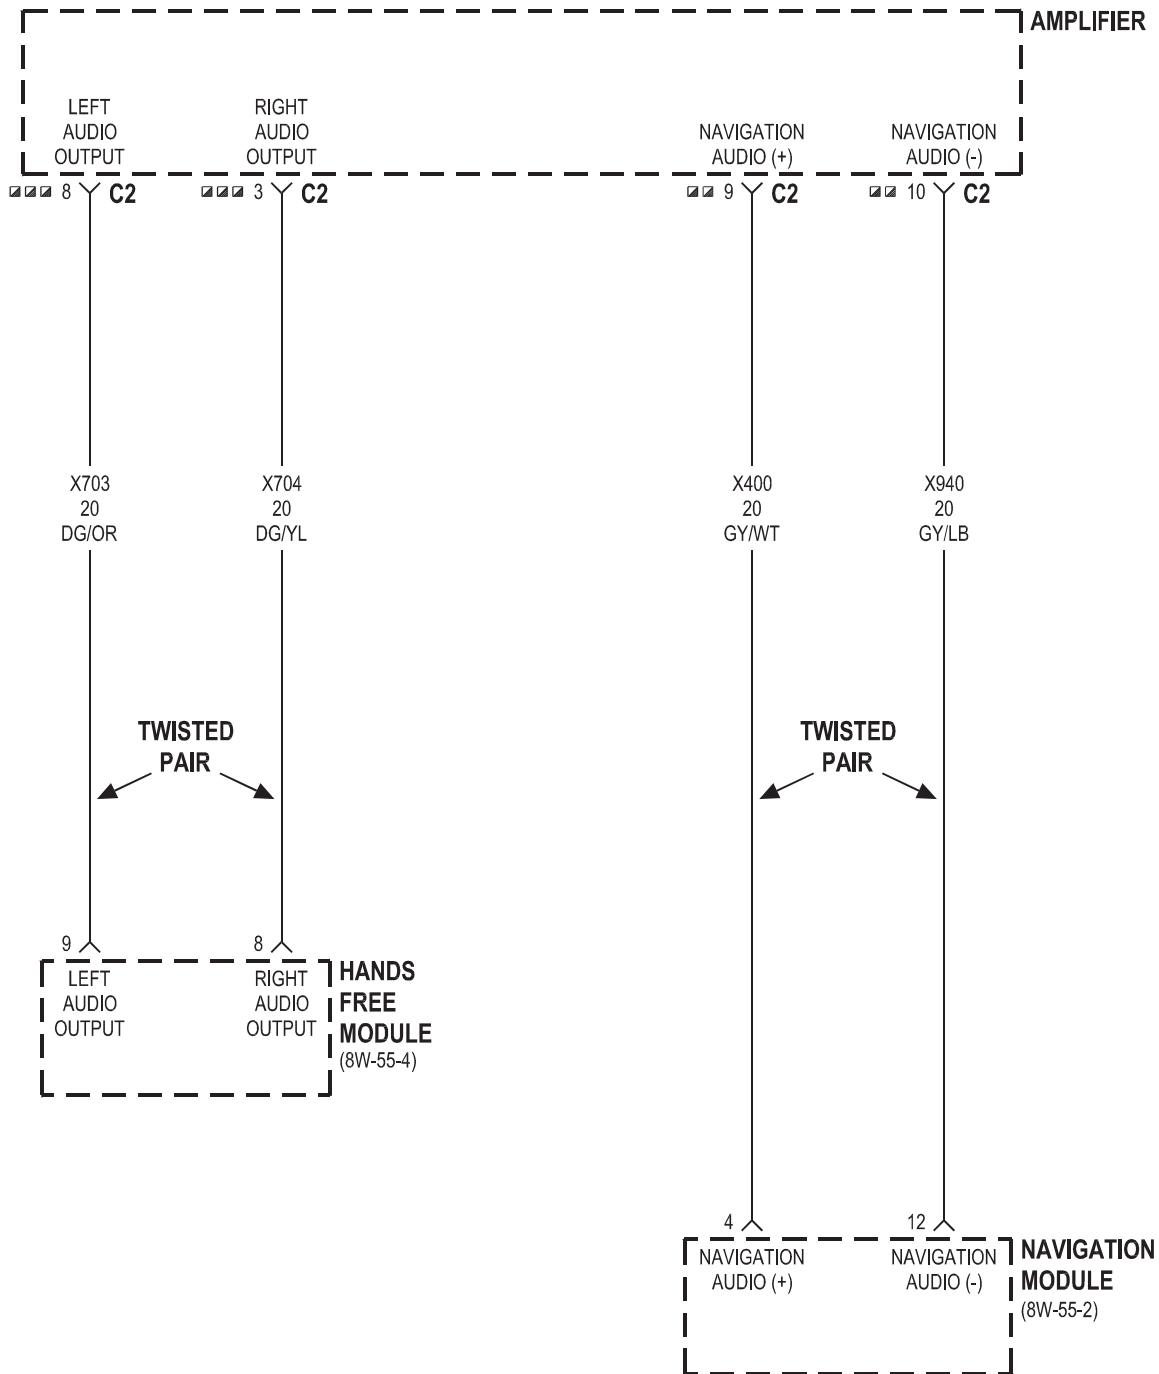 AMPLIFIER
LEFT
AUDIO
OUTPUT
RIGHT
AUDIO
OUTPUT
NAVIGATION
AUDIO (+)
NAVIGATION
AUDIO (-)
8 C2
3 C2
9 C2
10 C2
X703
20
DG/OR
X704
20
DG/YL
X400
20
GY/WT
X940
20
GY/LB
TWISTED
PAIR
TWISTED
PAIR
9
8
LEFT
AUDIO
OUTPUT
RIGHT
AUDIO
OUTPUT
HANDS
FREE
MODULE
(8W-55-4)
4
12
NAVIGATION
AUDIO (+)
NAVIGATION
AUDIO (-)
NAVIGATION
MODULE
(8W-55-2)